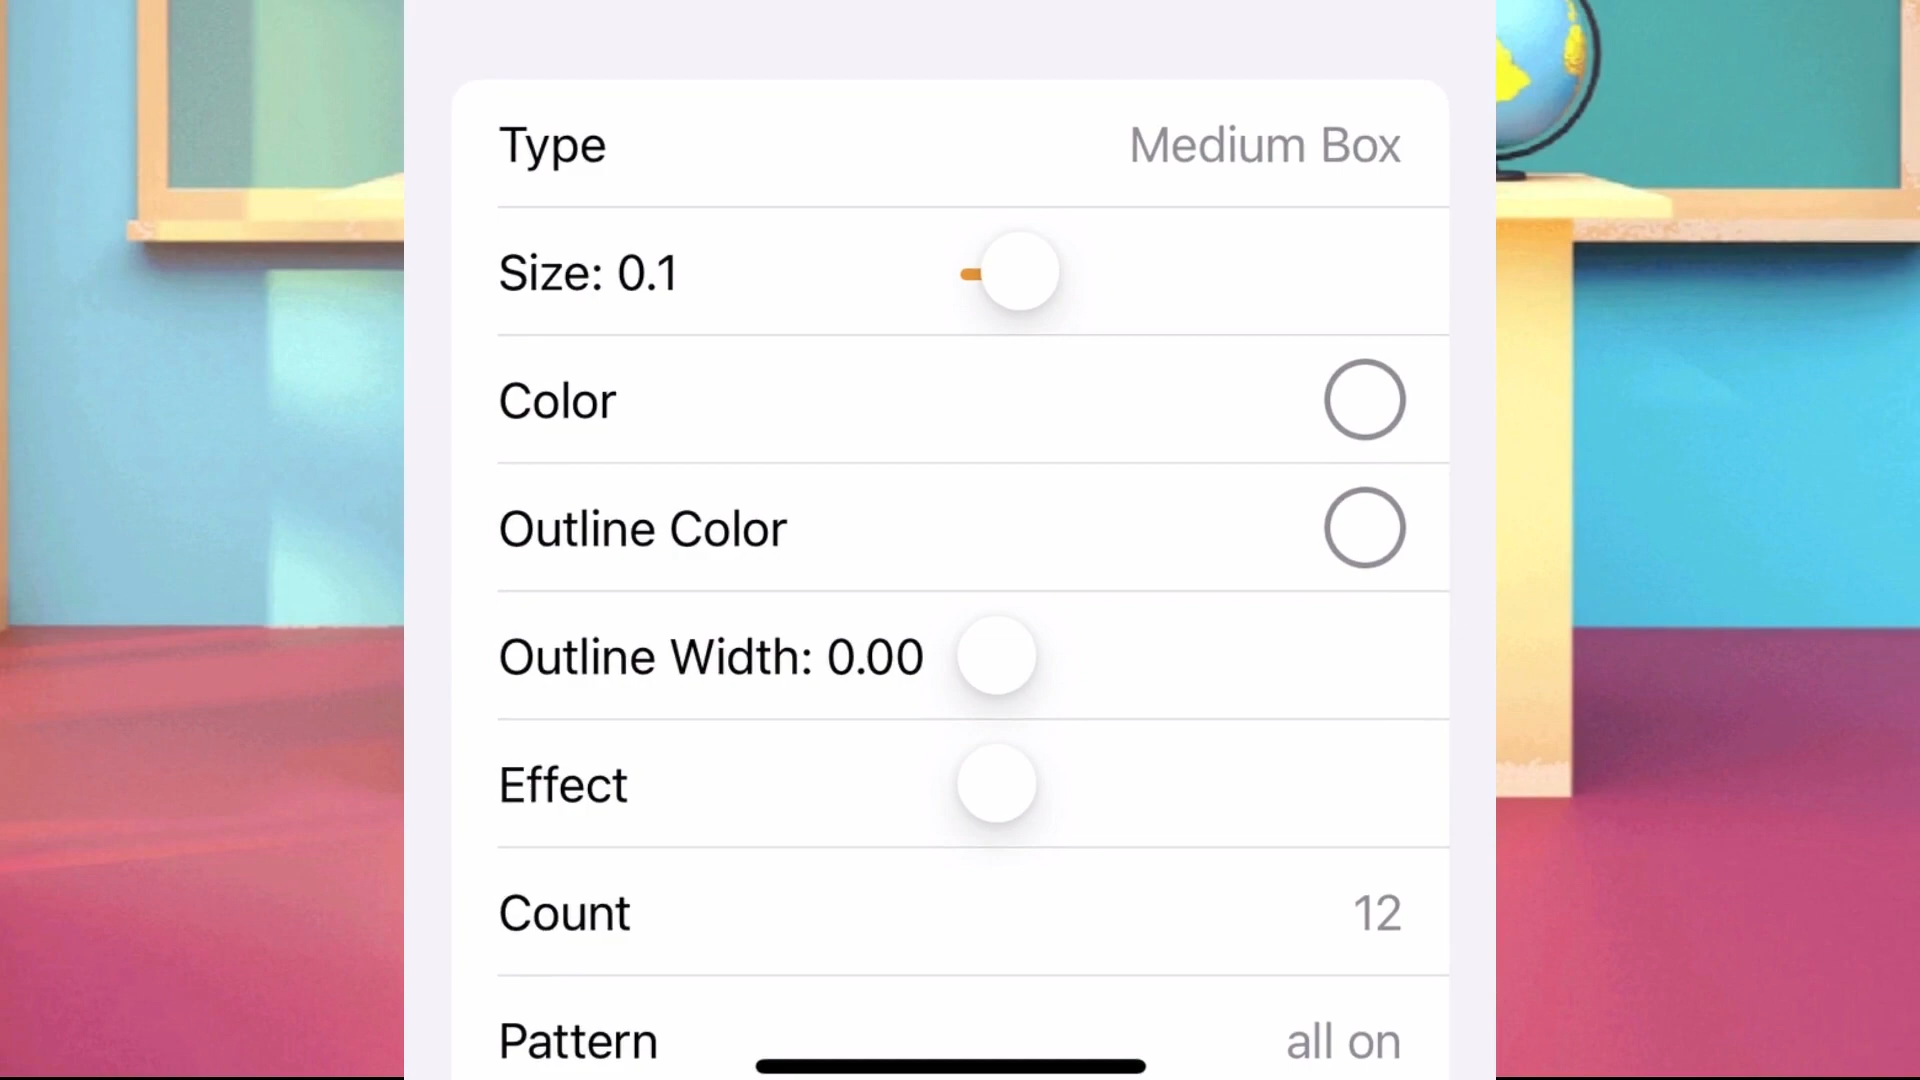 Type Medium Box
Size: 0.1
Color
Outline Color
Outline Width: 0.00
Effect
Count 12
Pattern all on